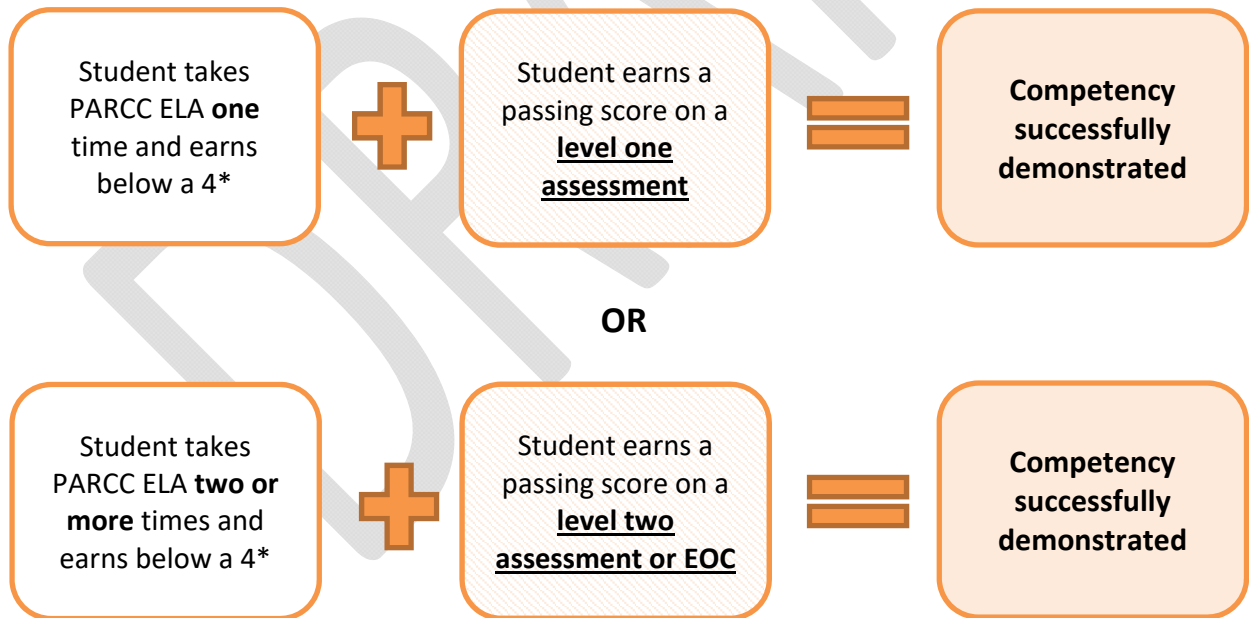 Student takes
PARCC ELA one
time and earns
below a 4*
Student earns a
passing score on a
level one
assessment
Competency
successfully
demonstrated
OR
Student takes
PARCC ELA two or
more times and
earns below a 4*
Student earns a
passing score on a
level two
assessment or EOC
Competency
successfully
demonstrated